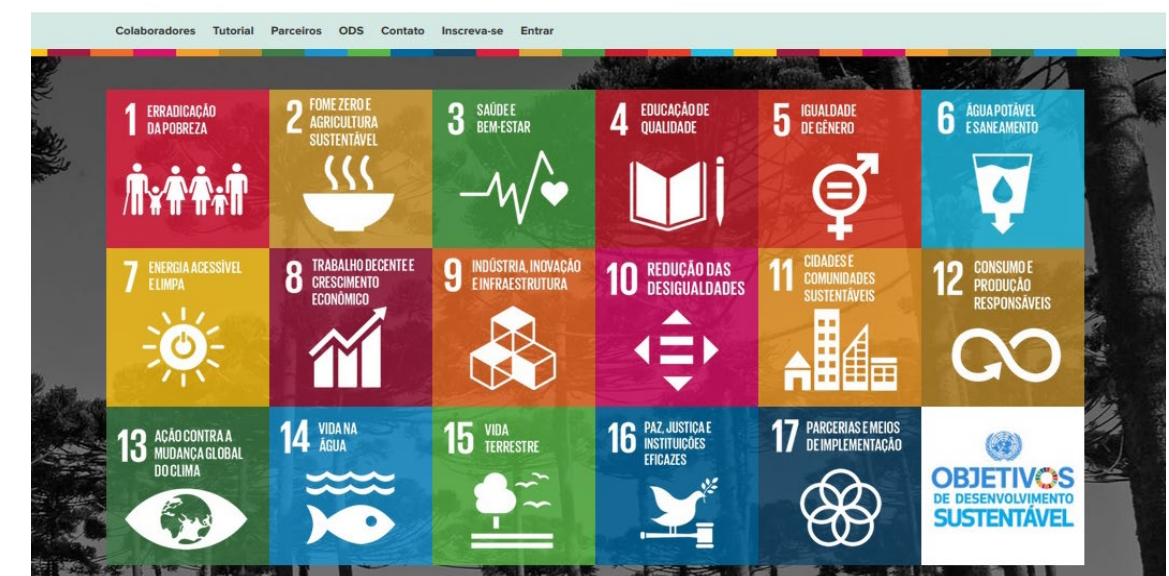 Colaboradores Tutorial Parceiros ODS Contato Inscreva-se Entrar
1 ERRADICAÇÃO
DA POBREZA
2 FOME ZERO E
AGRICULTURA
SUSTENTÁVEL
3 SAÚDE E
BEM-ESTAR
4 EDUCAÇÃO DE
QUALIDADE
5 IGUALDADE
DE GÊNERO
6 ÁGUA POTÁVEL
E SANEAMENTO
7 ENERGIA ACESSÍVEL
E LIMPA
8 TRABALHO DECENTE E
CRESCIMENTO
ECONÔMICO
9 INDÚSTRIA, INOVAÇÃO
E INFRAESTRUTURA
10 REDUÇÃO DAS
DESIGUALDADES
11 CIDADES E
COMUNIDADES
SUSTENTÁVEIS
12 CONSUMO E
PRODUÇÃO
RESPONSÁVEIS
13 AÇÃO CONTRA A
MUDANÇA GLOBAL
DO CLIMA
14 VIDA NA
ÁGUA
15 VIDA
TERRESTRE
16 PAZ, JUSTIÇA E
INSTITUIÇÕES
EFICAZES
17 PARCERIAS E MEIOS
DE IMPLEMENTAÇÃO
OBJETIVOS
DE DESENVOLVIMENTO
SUSTENTÁVEL